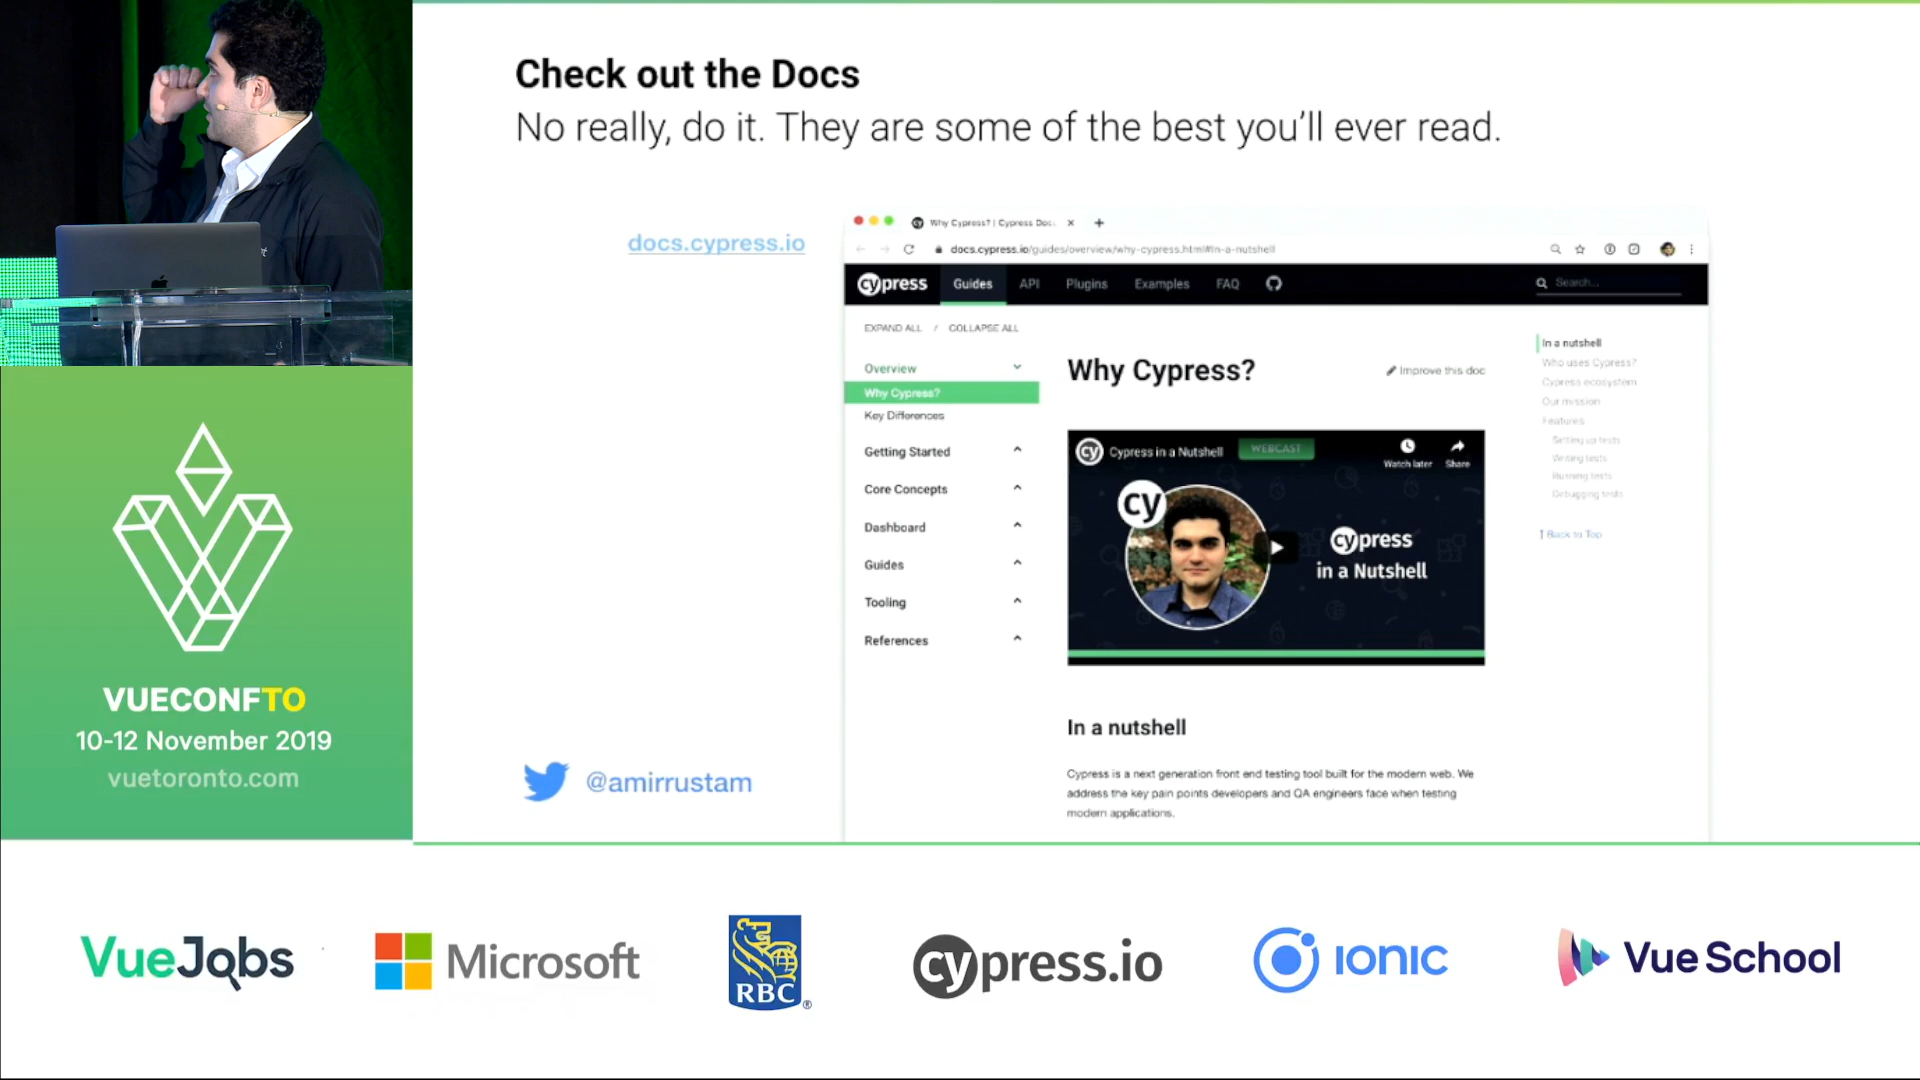 Check out the Docs
No really, do it. They are some of the best you'll ever read.
docs.cypress.io
Why Cypress? | Cypress Doc
docs.cypress.io/guides/overview/why-cypress.html#In-a-nutshell
cypress Guides API Plugins Examples FAQ Search...
EXPAND ALL / COLLAPSE ALL
Overview
Why Cypress?
Key Differences
Getting Started
Core Concepts
Dashboard
Guides
Tooling
References
Why Cypress?
Improve this doc
cy Cypress in a Nutshell WEBCAST Watch later Share
cy
cypress
in a Nutshell
In a nutshell
Cypress is a next generation front end testing tool built for the modern web. We
address the key pain points developers and QA engineers face when testing
modern applications.
In a nutshell
Who uses Cypress?
Cypress ecosystem
Our mission
Features
Setting up tests
Writing tests
Running tests
Debugging tests
Back to Top
@amirrustam
VUECONFTO
10-12 November 2019
vuetoronto.com
VueJobs
Microsoft
RBC®
cypress.io
IONIC
Vue School